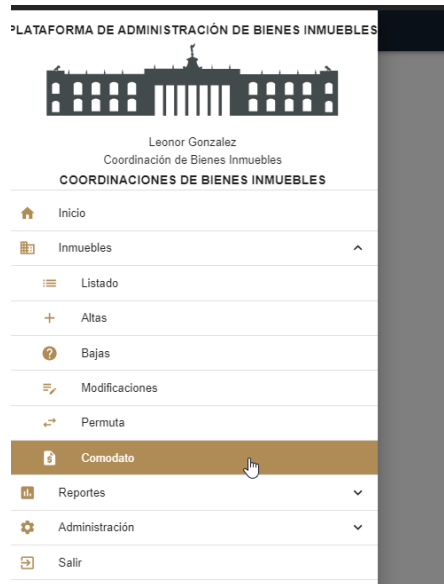 PLATAFORMA DE ADMINISTRACIÓN DE BIENES INMUEBLES
Leonor Gonzalez
Coordinación de Bienes Inmuebles
COORDINACIONES DE BIENES INMUEBLES
Inicio
Inmuebles
Listado
Altas
Bajas
Modificaciones
Permuta
Comodato
Reportes
Administración
Salir